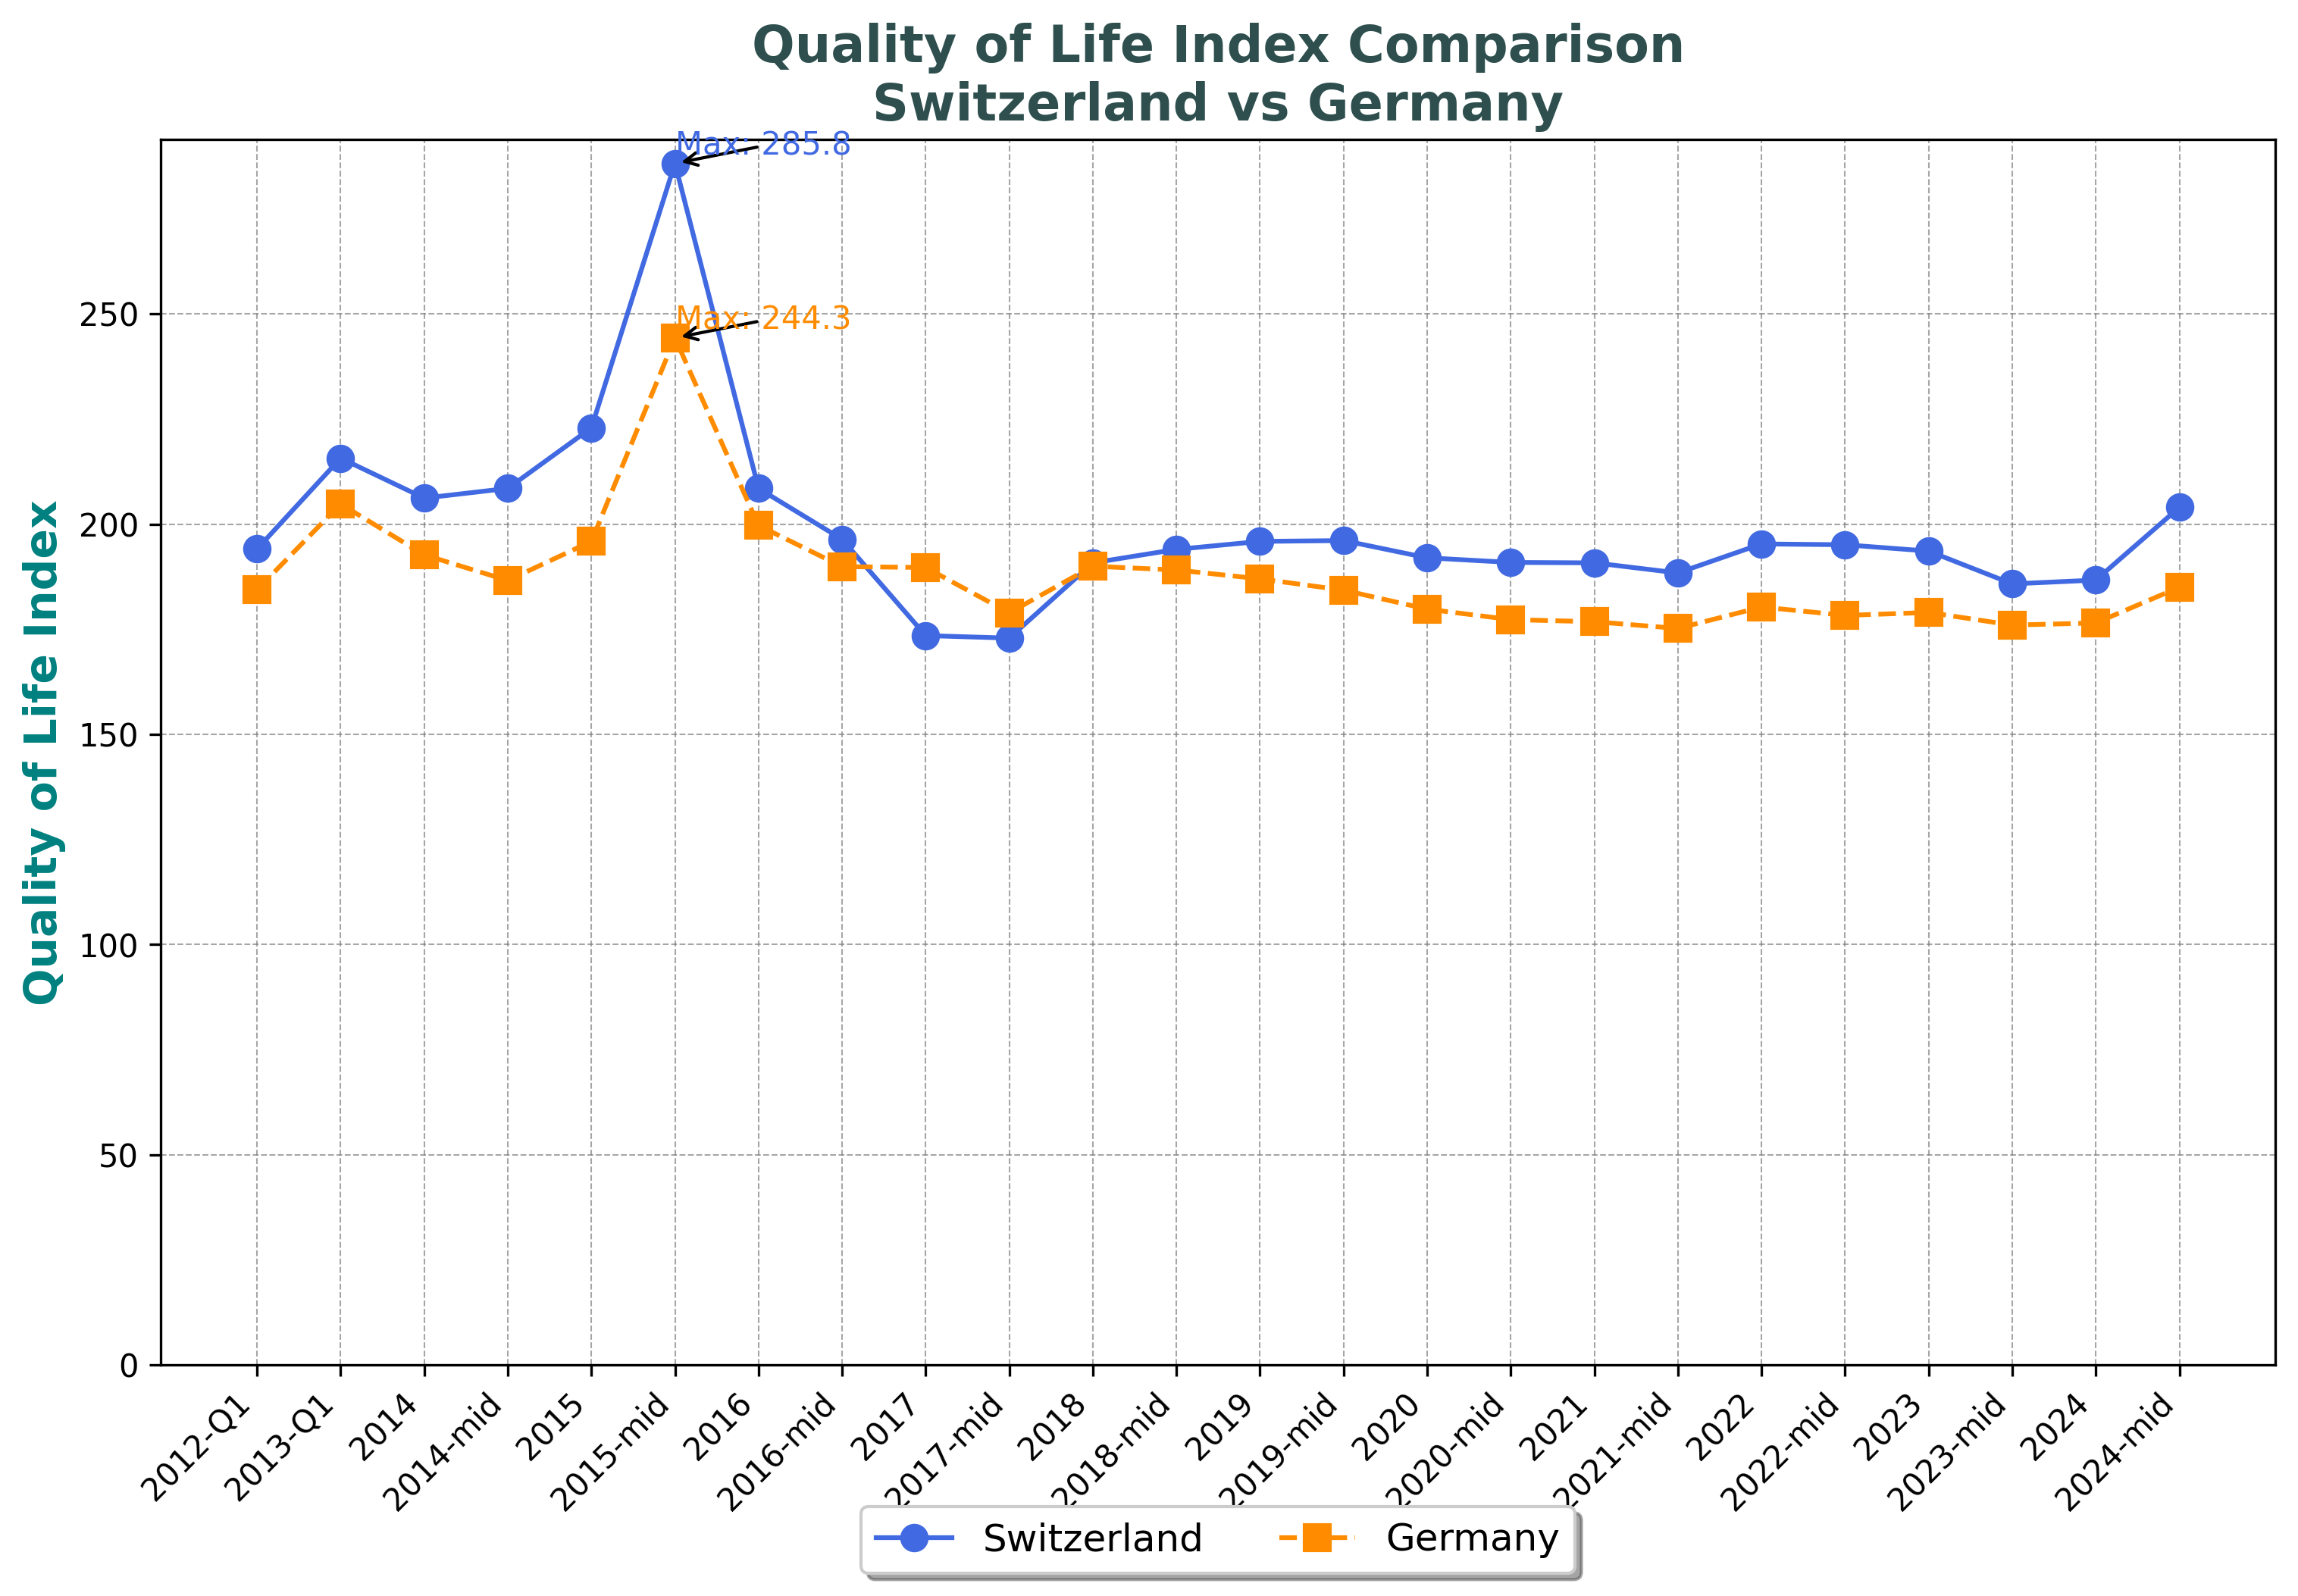 Quality of Life Index Comparison
Switzerland vs Germany
Max: 285.8
Max: 244.3
Quality of Life Index
250
200
150
100
50
0
2012-Q1
2013-Q1
2014
2014-mid
2015
2015-mid
2016
2016-mid
2017
2017-mid
2018
2018-mid
2019
2019-mid
2020
2020-mid
2021
2021-mid
2022
2022-mid
2023
2023-mid
2024
2024-mid
Switzerland
Germany